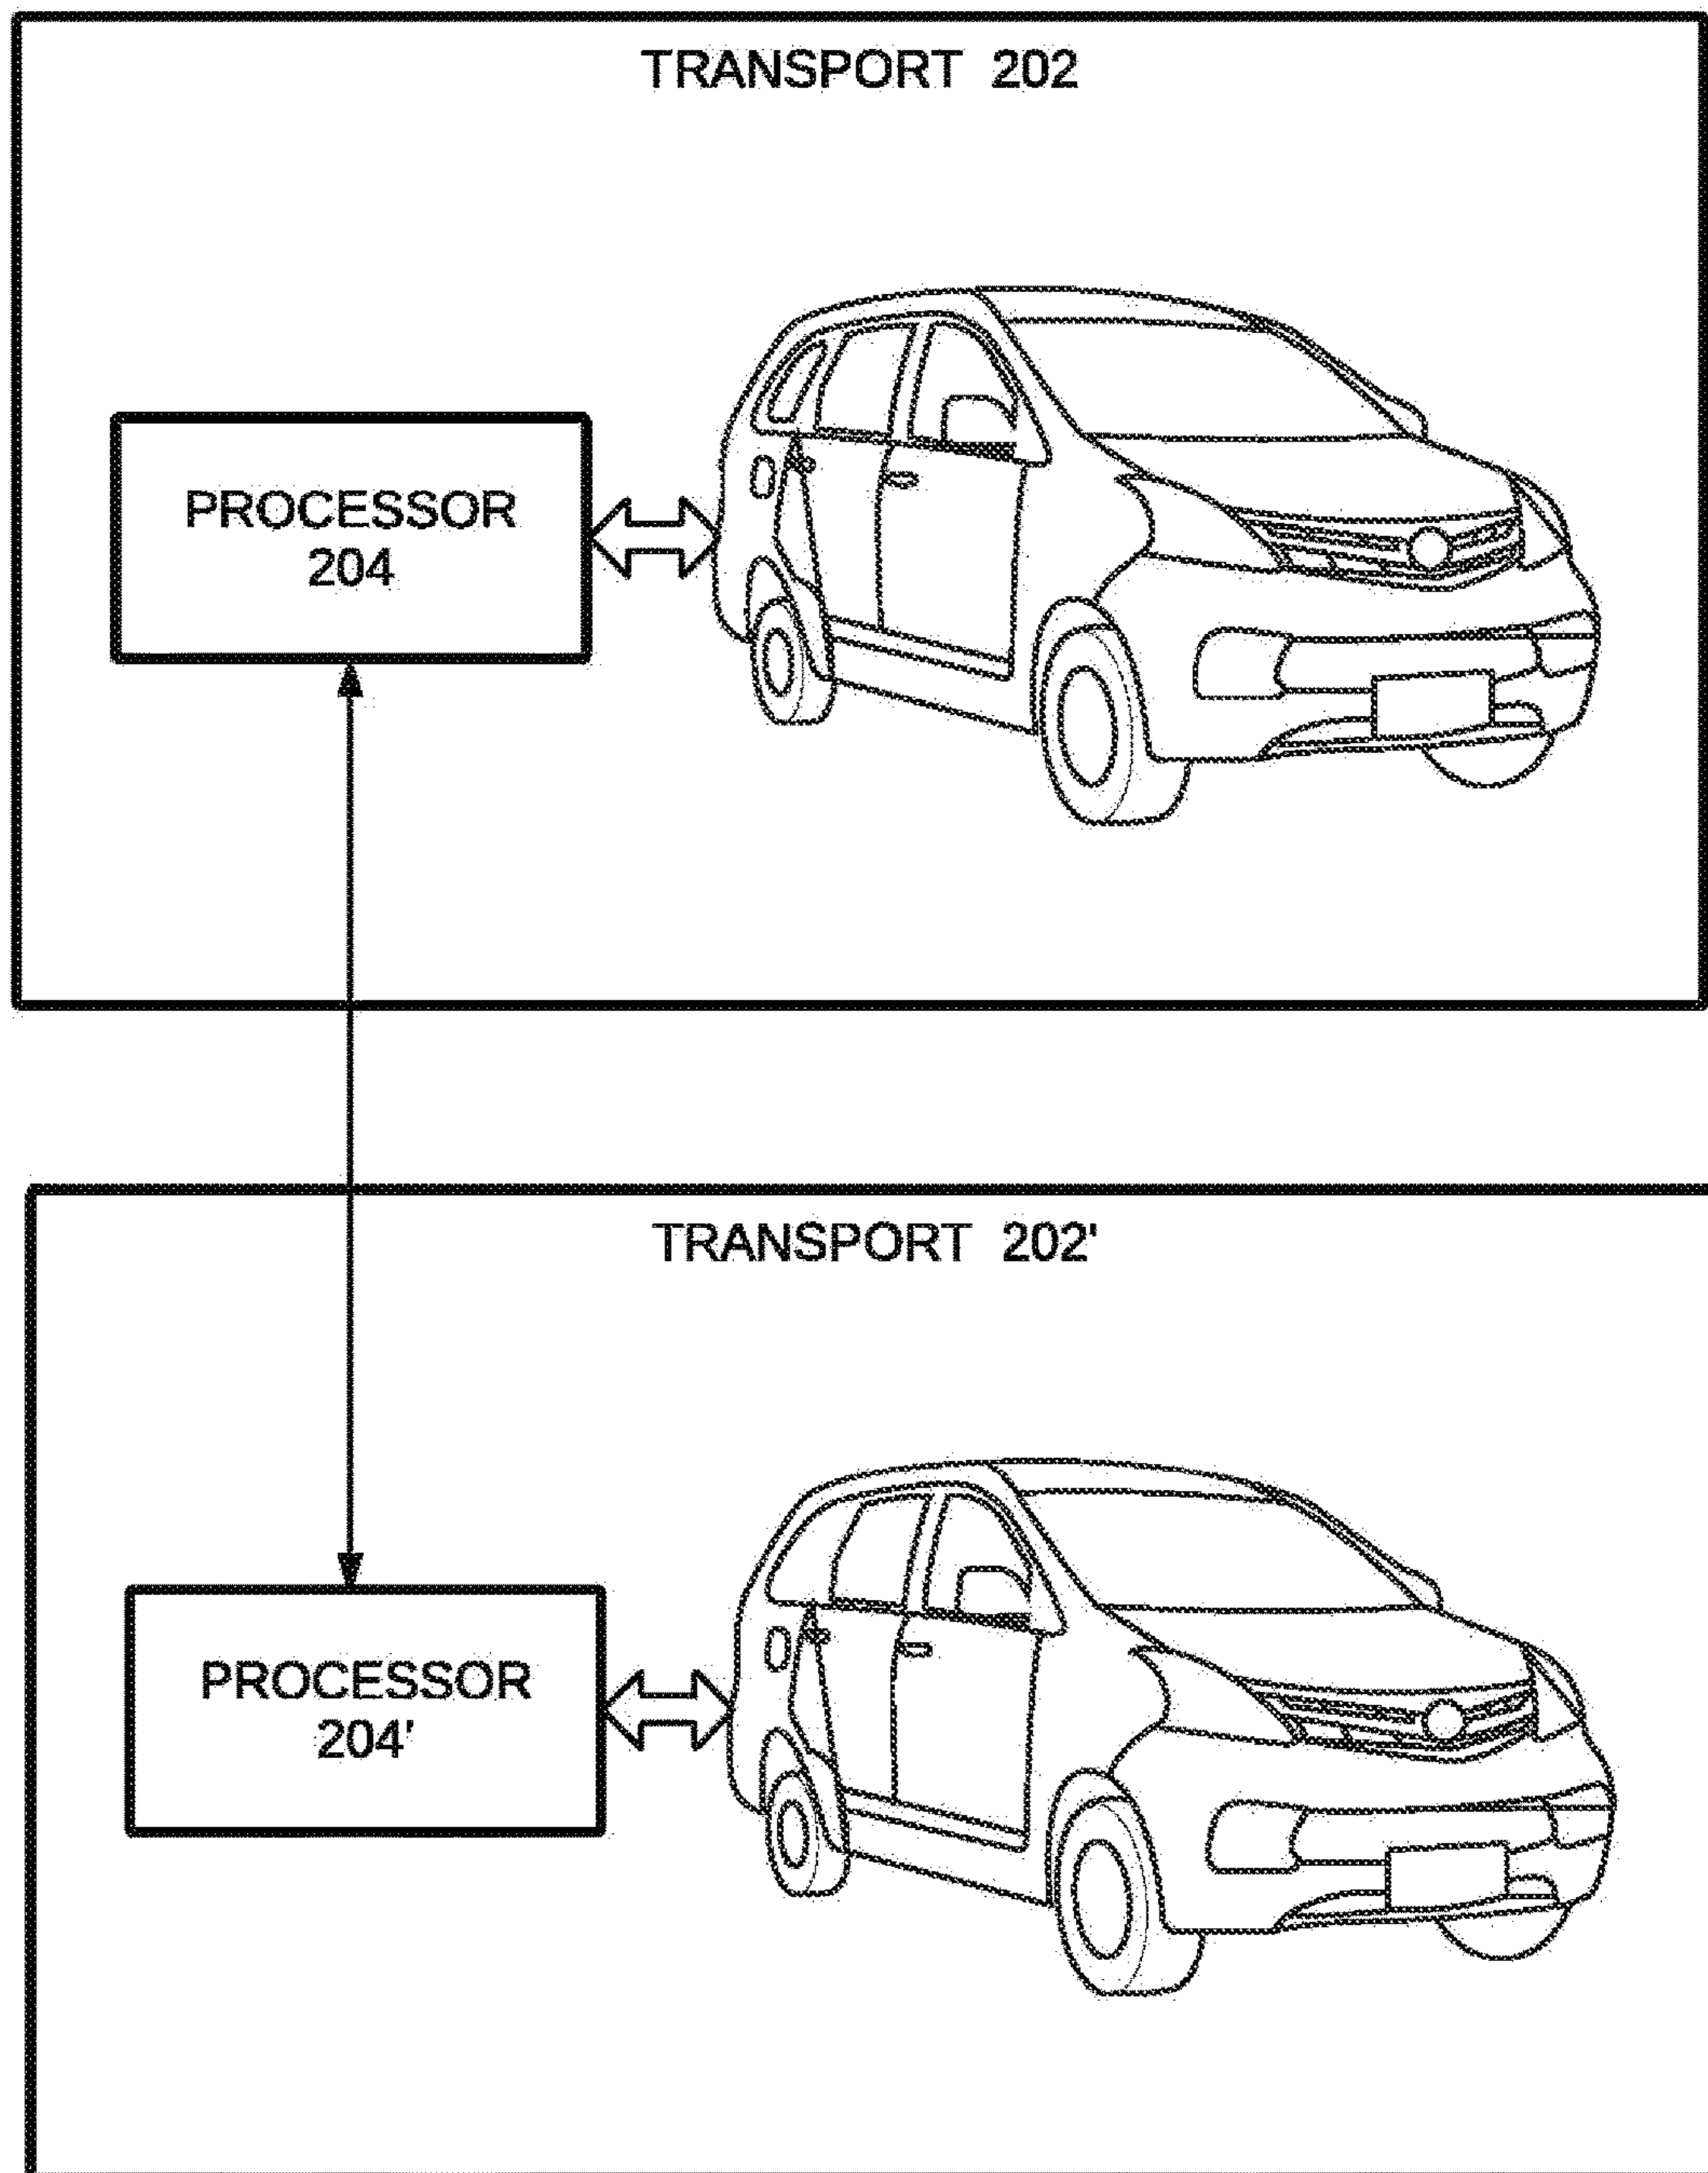 TRANSPORT 202
PROCESSOR
204
TRANSPORT 202'
PROCESSOR
204'